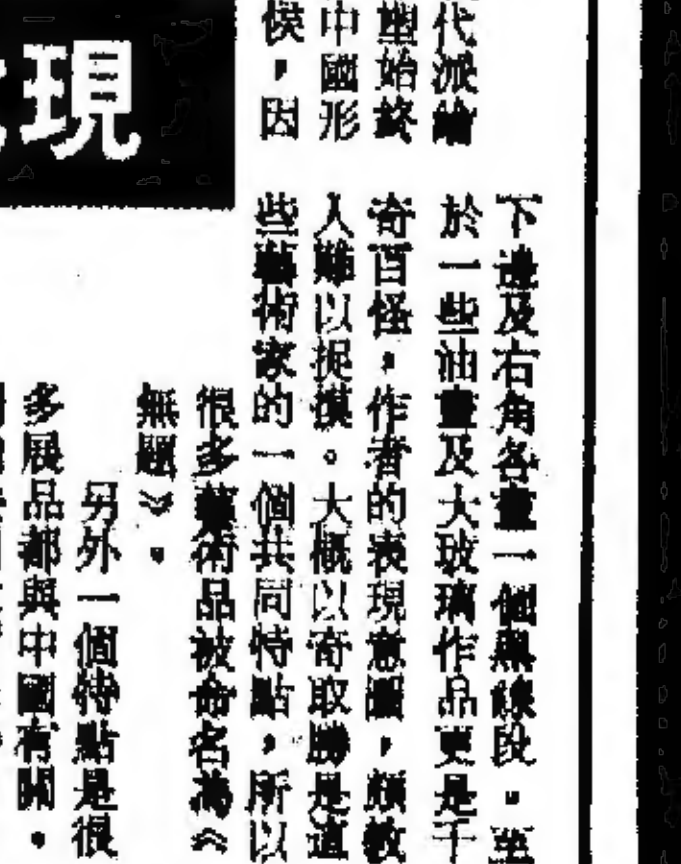 代派繪
塑始終
中國形
候，因
現
下邊及右角各畫一個黑線段。至
於一些油畫及大玻璃作品更是千
奇百怪，作者的表現意圖，頗教
人難以捉摸。大概以奇取勝是這
些藝術家的一個共同特點，所以
很多藝術品被命名為《
無題》。
另外一個特點是很
多展品都與中國有關。